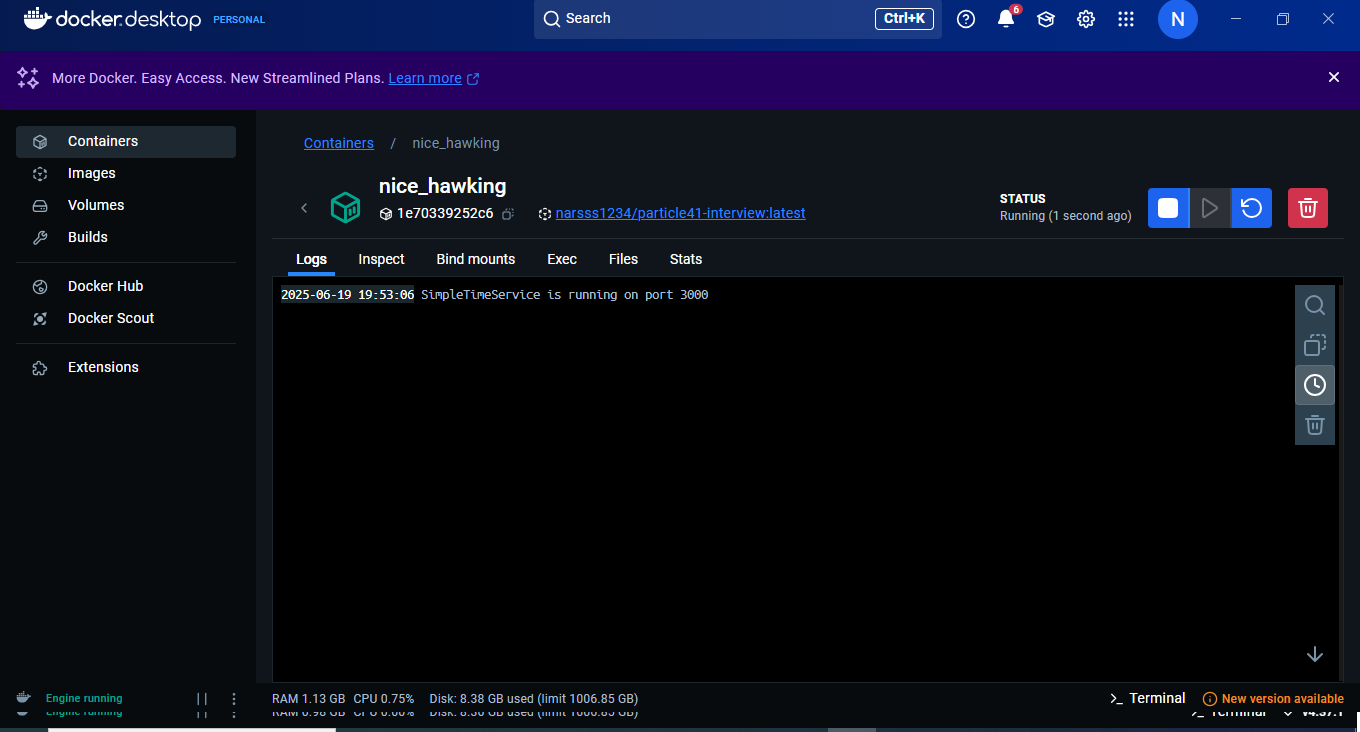 docker.desktop PERSONAL
Search
Ctrl+K
6
N
More Docker. Easy Access. New Streamlined Plans. Learn more
Containers
Images
Volumes
Builds
Docker Hub
Docker Scout
Extensions
Containers / nice_hawking
nice_hawking
1e70339252c6
narsss1234/particle41-interview:latest
STATUS
Running (1 second ago)
Logs
Inspect
Bind mounts
Exec
Files
Stats
2025-06-19 19:53:06 SimpleTimeService is running on port 3000
Engine running
RAM 1.13 GB CPU 0.75% Disk: 8.38 GB used (limit 1006.85 GB)
Terminal
New version available
Engine running
RAM 0.98 GB CPU 0.00% Disk: 8.36 GB used (limit 1006.85 GB)
Terminal